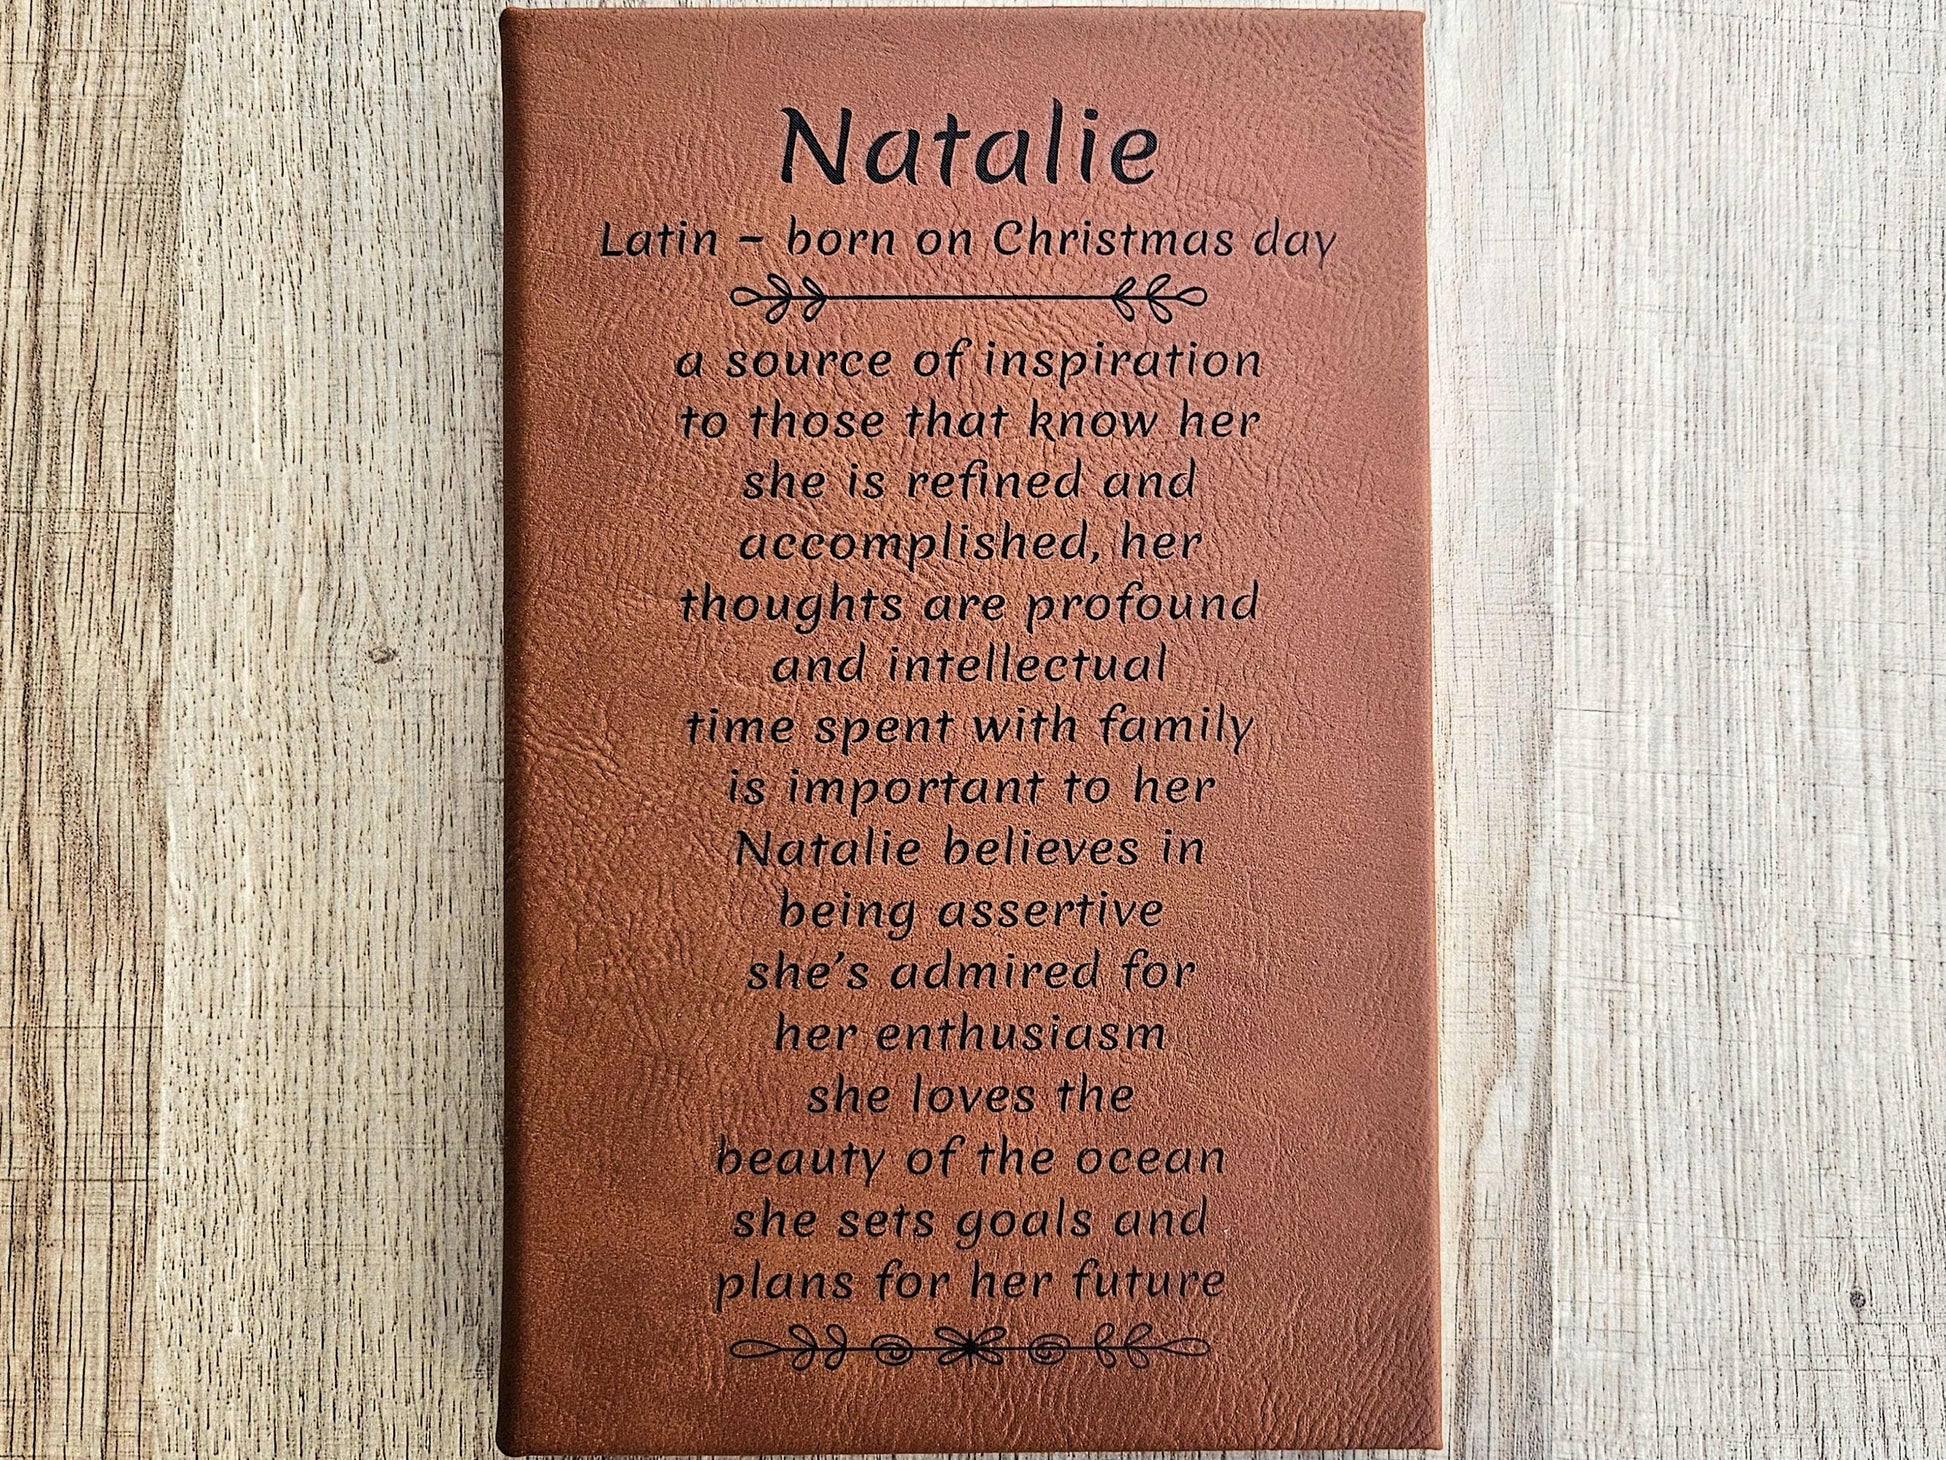 Natalie
Latin – born on Christmas day
a source of inspiration
to those that know her
she is refined and
accomplished, her
thoughts are profound
and intellectual
time spent with family
is important to her
Natalie believes in
being assertive
she’s admired for
her enthusiasm
she loves the
beauty of the ocean
she sets goals and
plans for her future